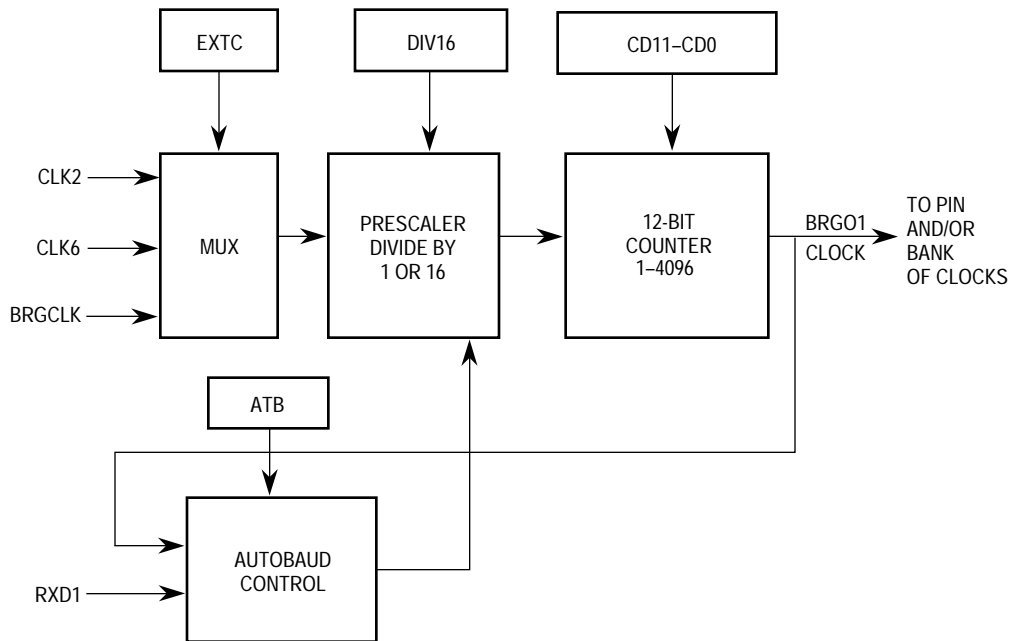 EXTC
DIV16
CD11–CD0
CLK2
CLK6
BRGCLK
MUX
PRESCALER
DIVIDE BY
1 OR 16
12-BIT
COUNTER
1–4096
BRGO1
CLOCK
TO PIN
AND/OR
BANK
OF CLOCKS
ATB
AUTOBAUD
CONTROL
RXD1